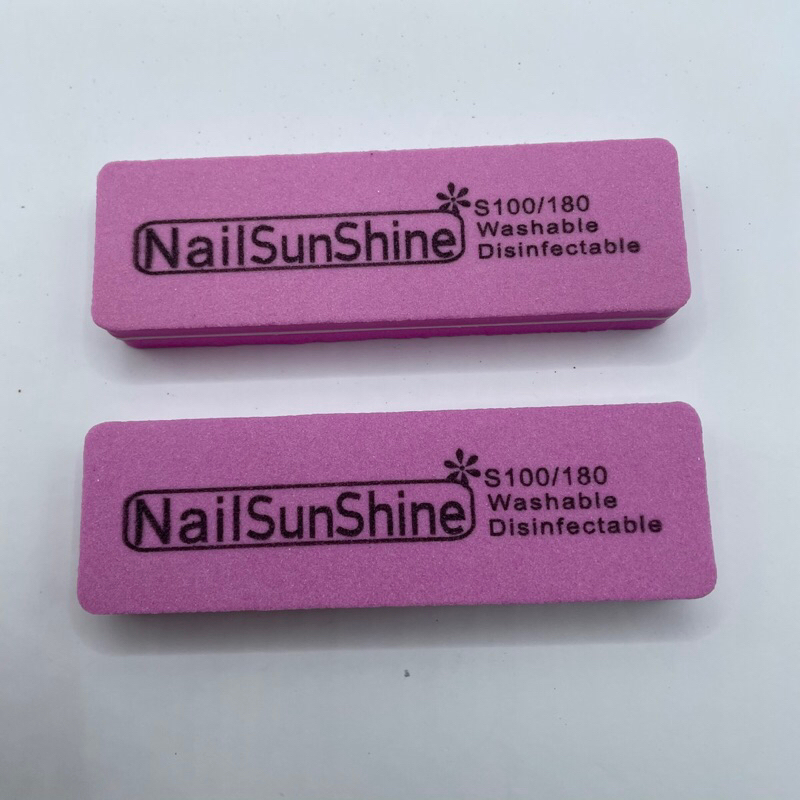 NailSunShine
S100/180
Washable
Disinfectable
NailSunShine
S100/180
Washable
Disinfectable